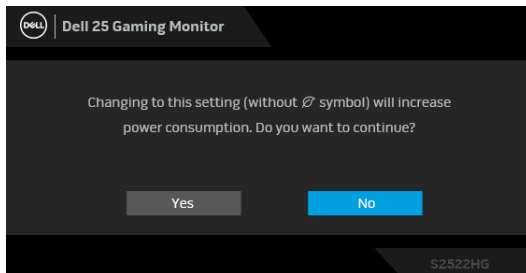 DELL
Dell 25 Gaming Monitor
Changing to this setting (without symbol) will increase
power consumption. Do you want to continue?
Yes
No
S2522HG